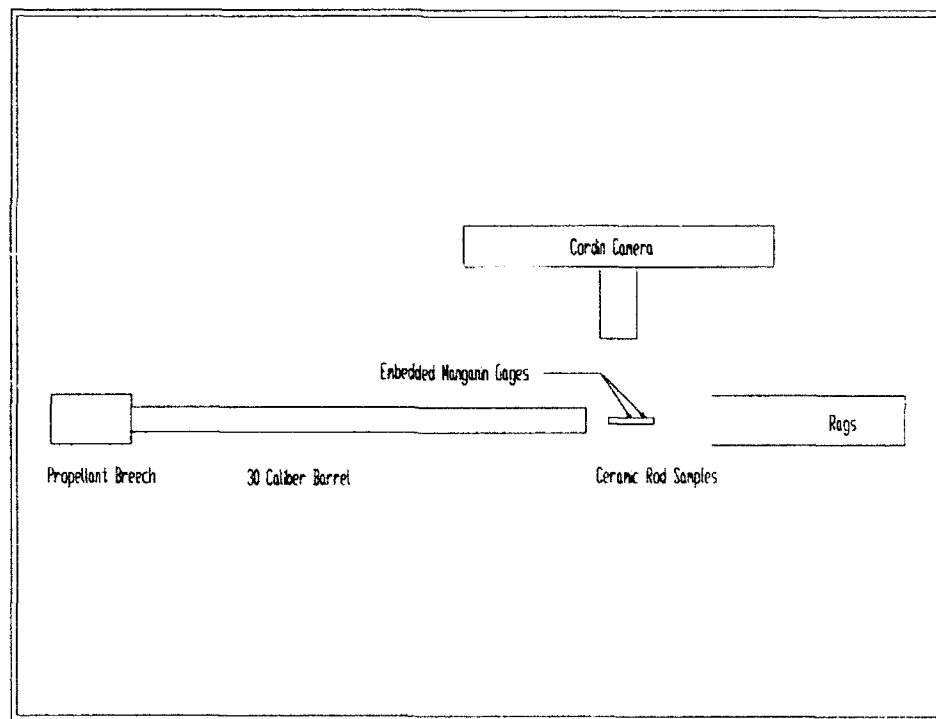 Cordin Camera
Embedded Manganin Gages
Rags
Propellant Breech
30 Caliber Barrel
Ceramic Rod Samples